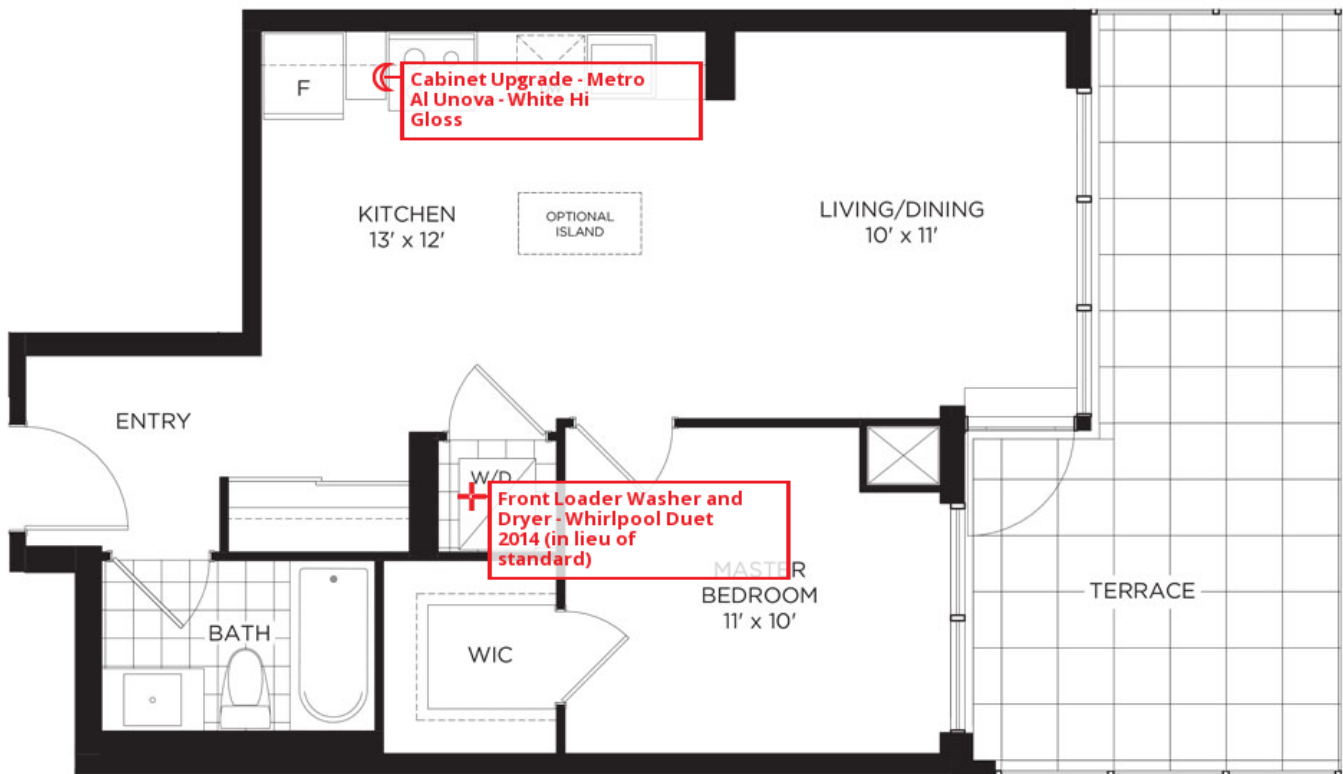 F
Cabinet Upgrade - Metro
Al Unova - White Hi
Gloss
KITCHEN
13' x 12'
OPTIONAL
ISLAND
LIVING/DINING
10' x 11'
ENTRY
W/D
Front Loader Washer and
Dryer - Whirlpool Duet
2014 (in lieu of
standard)
MASTER
BEDROOM
11' x 10'
TERRACE
BATH
WIC